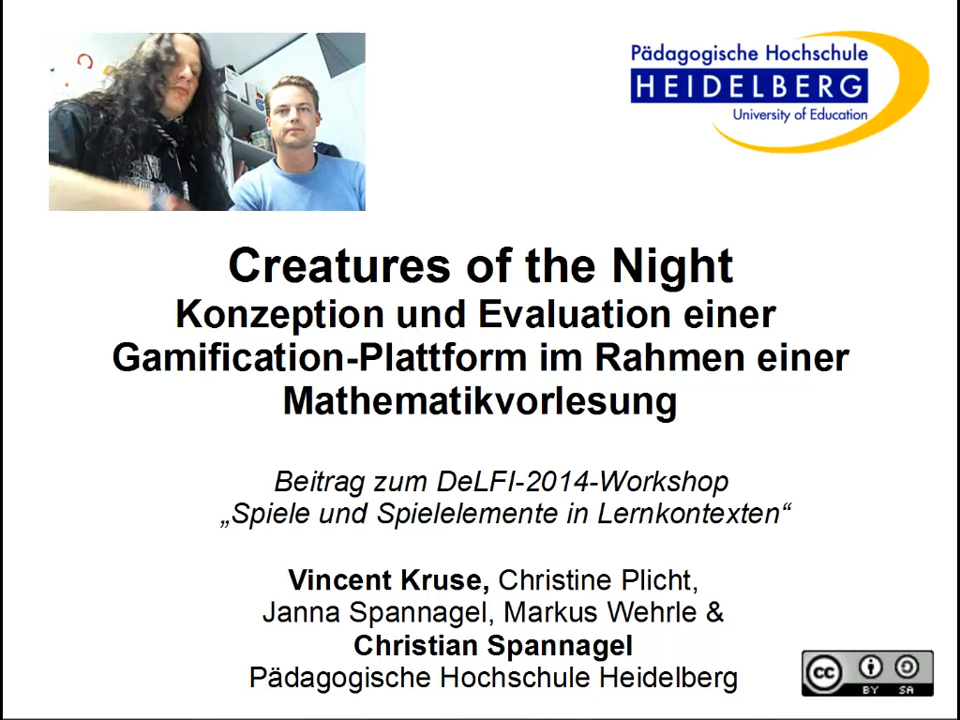 Pädagogische Hochschule
HEIDELBERG
University of Education
Creatures of the Night
Konzeption und Evaluation einer
Gamification-Plattform im Rahmen einer
Mathematikvorlesung
Beitrag zum DeLFI-2014-Workshop
„Spiele und Spielelemente in Lernkontexten“
Vincent Kruse, Christine Plicht,
Janna Spannagel, Markus Wehrle &
Christian Spannagel
Pädagogische Hochschule Heidelberg
cc
BY SA